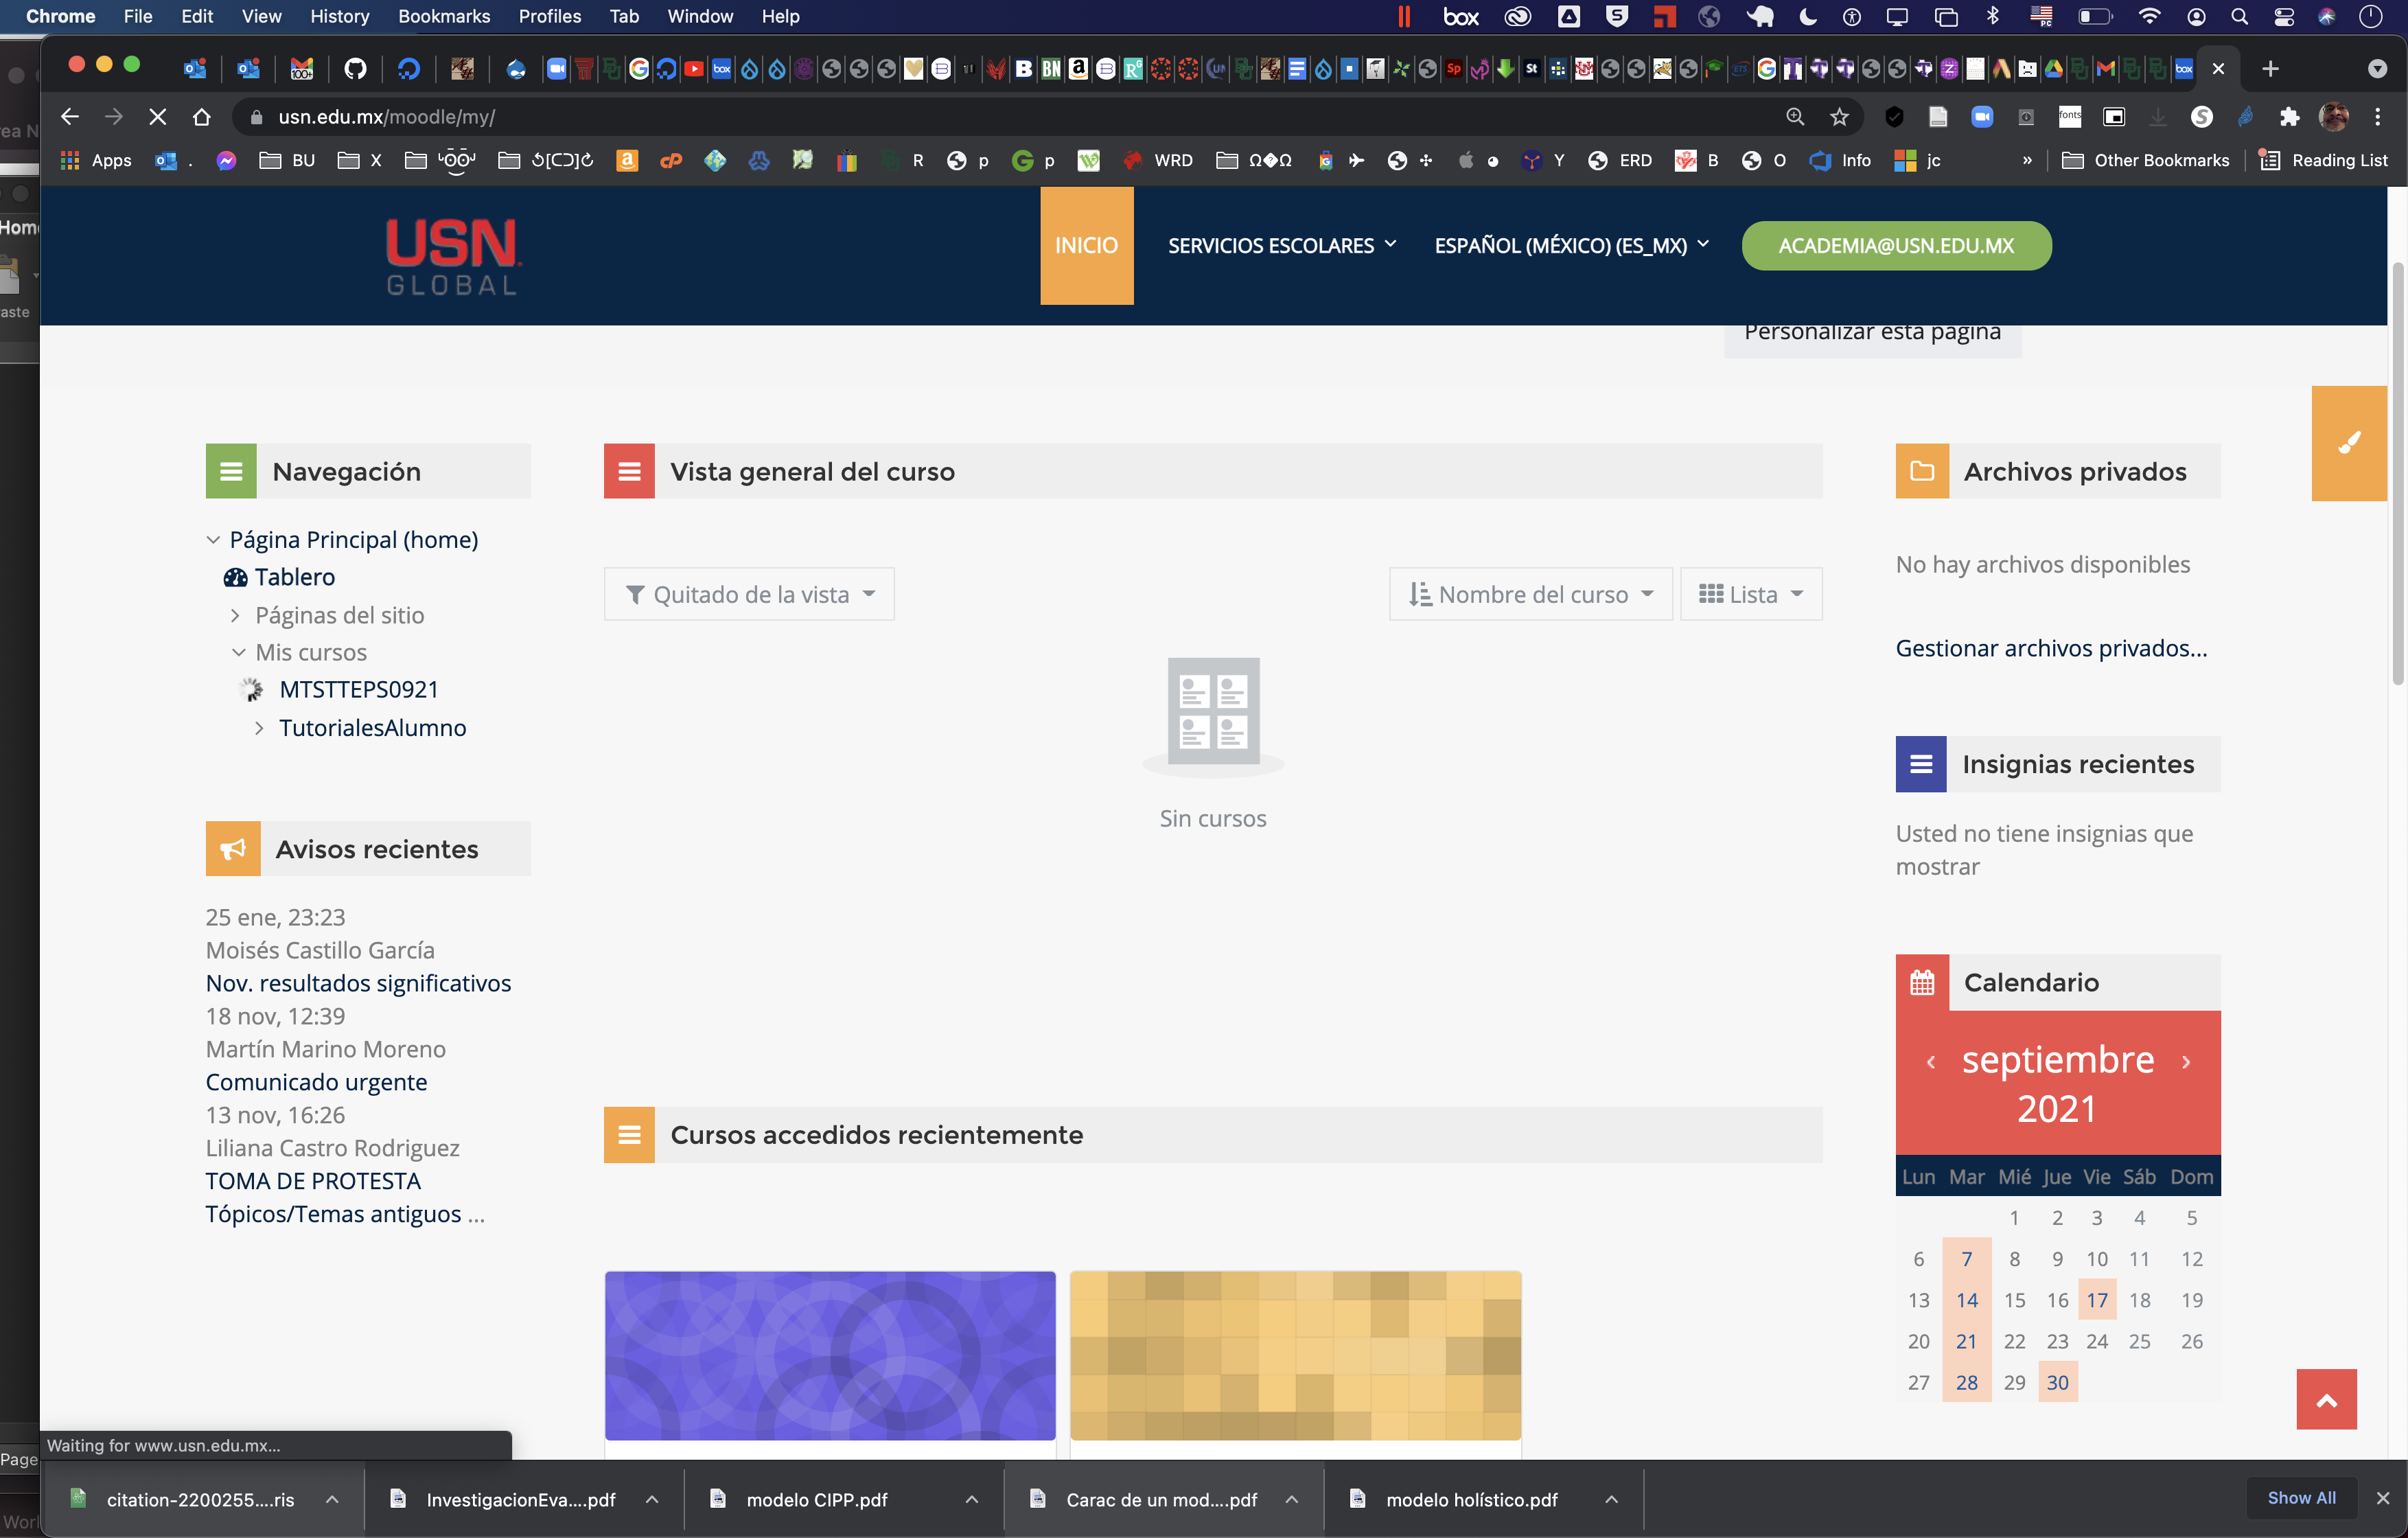 Chrome File Edit View History Bookmarks Profiles Tab Window Help
box
usn.edu.mx/moodle/my/
Apps . BU X R p p WRD Y ERD B O Info jc » Other Bookmarks Reading List
Home
aste
USN
GLOBAL
INICIO
SERVICIOS ESCOLARES
ESPAÑOL (MÉXICO) (ES_MX)
ACADEMIA@USN.EDU.MX
Personalizar esta página
Navegación
Página Principal (home)
Tablero
Páginas del sitio
Mis cursos
MTSTTEPS0921
TutorialesAlumno
Avisos recientes
25 ene, 23:23
Moisés Castillo García
Nov. resultados significativos
18 nov, 12:39
Martín Marino Moreno
Comunicado urgente
13 nov, 16:26
Liliana Castro Rodriguez
TOMA DE PROTESTA
Tópicos/Temas antiguos ...
Vista general del curso
Quitado de la vista
Nombre del curso
Lista
Sin cursos
Cursos accedidos recientemente
Archivos privados
No hay archivos disponibles
Gestionar archivos privados...
Insignias recientes
Usted no tiene insignias que
mostrar
Calendario
septiembre
2021
Lun Mar Mié Jue Vie Sáb Dom
1 2 3 4 5
6 7 8 9 10 11 12
13 14 15 16 17 18 19
20 21 22 23 24 25 26
27 28 29 30
Waiting for www.usn.edu.mx...
Page
citation-2200255....ris
InvestigacionEva....pdf
modelo CIPP.pdf
Carac de un mod....pdf
modelo holístico.pdf
Show All